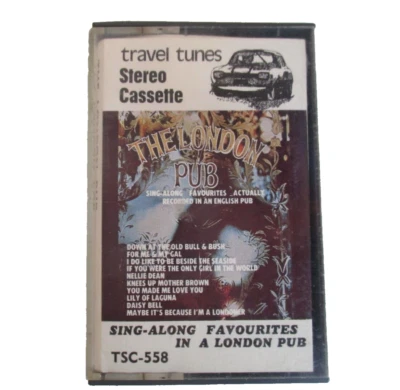 travel tunes
Stereo
Cassette
THE LONDON
PUB
SING-ALONG FAVOURITES ACTUALLY
RECORDED IN AN ENGLISH PUB
DOWN AT THE OLD BULL & BUSH
FOR ME & MY GAL
I DO LIKE TO BE BESIDE THE SEASIDE
IF YOU WERE THE ONLY GIRL IN THE WORLD
NELLIE DEAN
KNEES UP MOTHER BROWN
YOU MADE ME LOVE YOU
LILY OF LAGUNA
DAISY BELL
MAYBE IT'S BECAUSE I'M A LONDONER
SING-ALONG FAVOURITES
IN A LONDON PUB
TSC-558